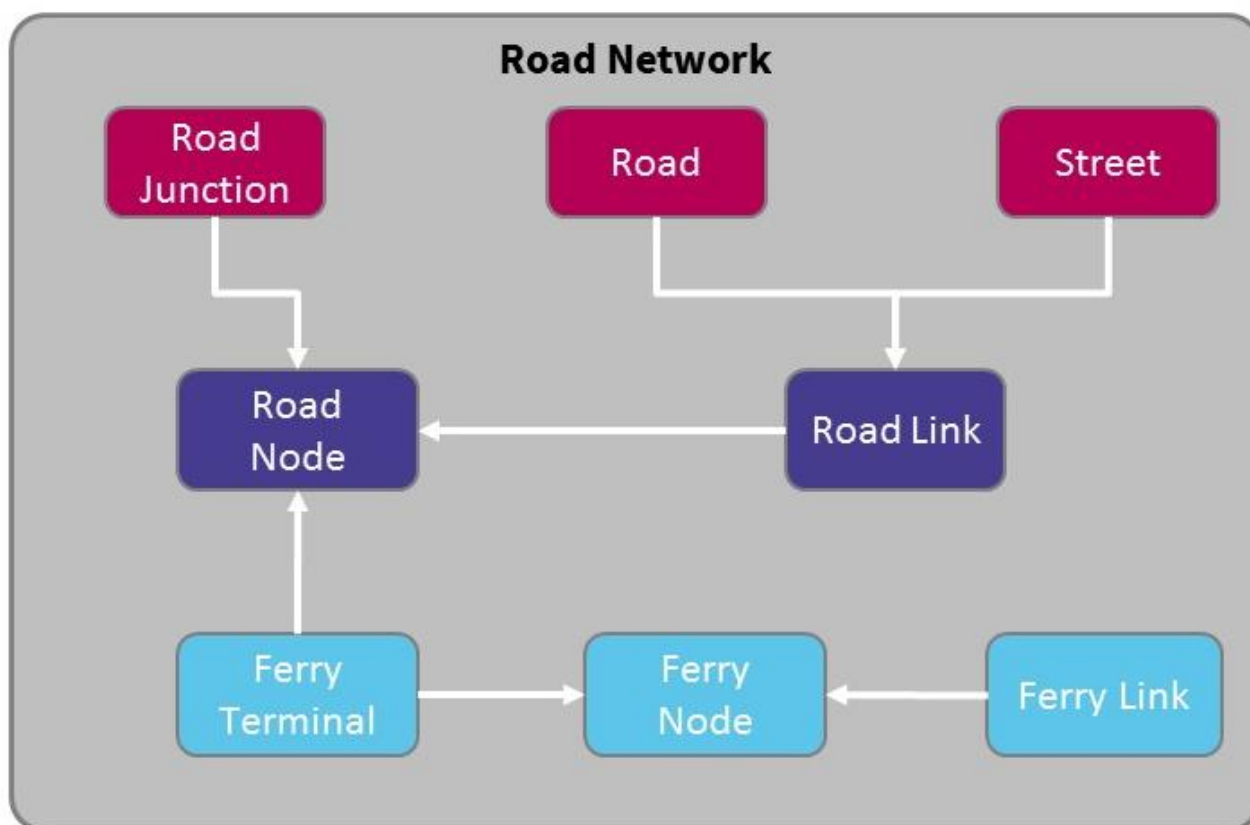 Road Network
Road
Junction
Road
Street
Road
Node
Road Link
Ferry
Terminal
Ferry
Node
Ferry Link